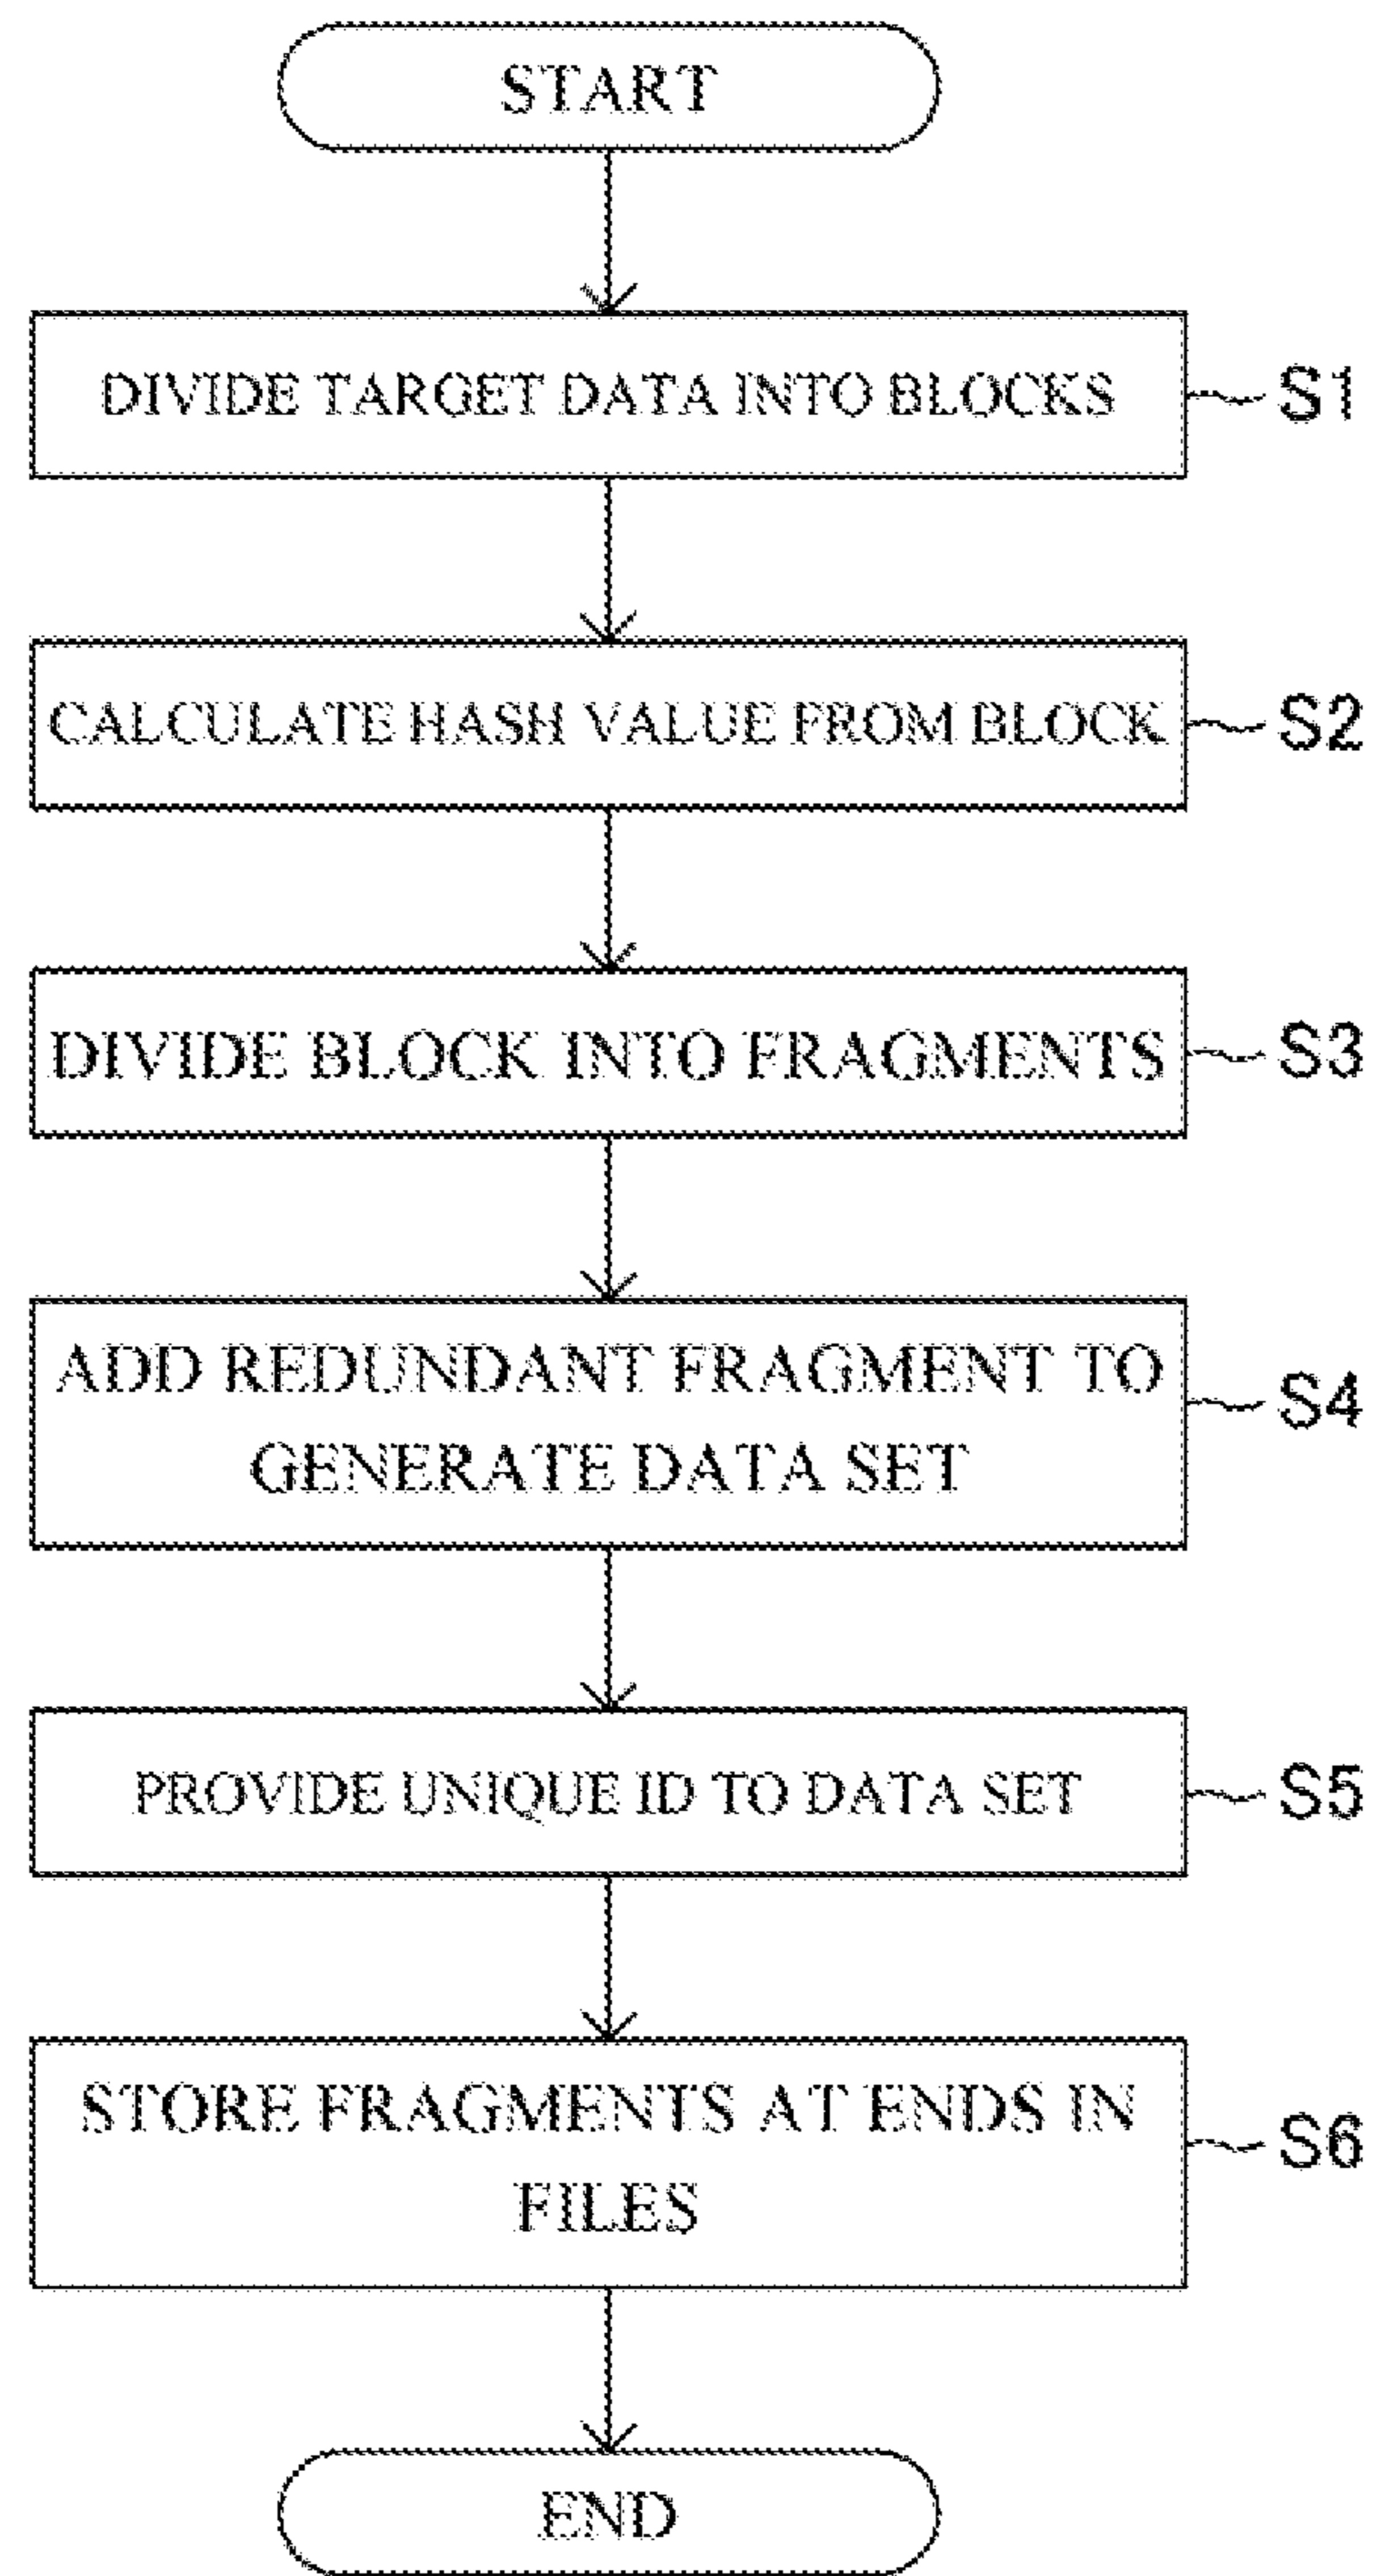 START
DIVIDE TARGET DATA INTO BLOCKS
S1
CALCULATE HASH VALUE FROM BLOCK
S2
DIVIDE BLOCK INTO FRAGMENTS
S3
ADD REDUNDANT FRAGMENT TO
GENERATE DATA SET
S4
PROVIDE UNIQUE ID TO DATA SET
S5
STORE FRAGMENTS AT ENDS IN
FILES
S6
END